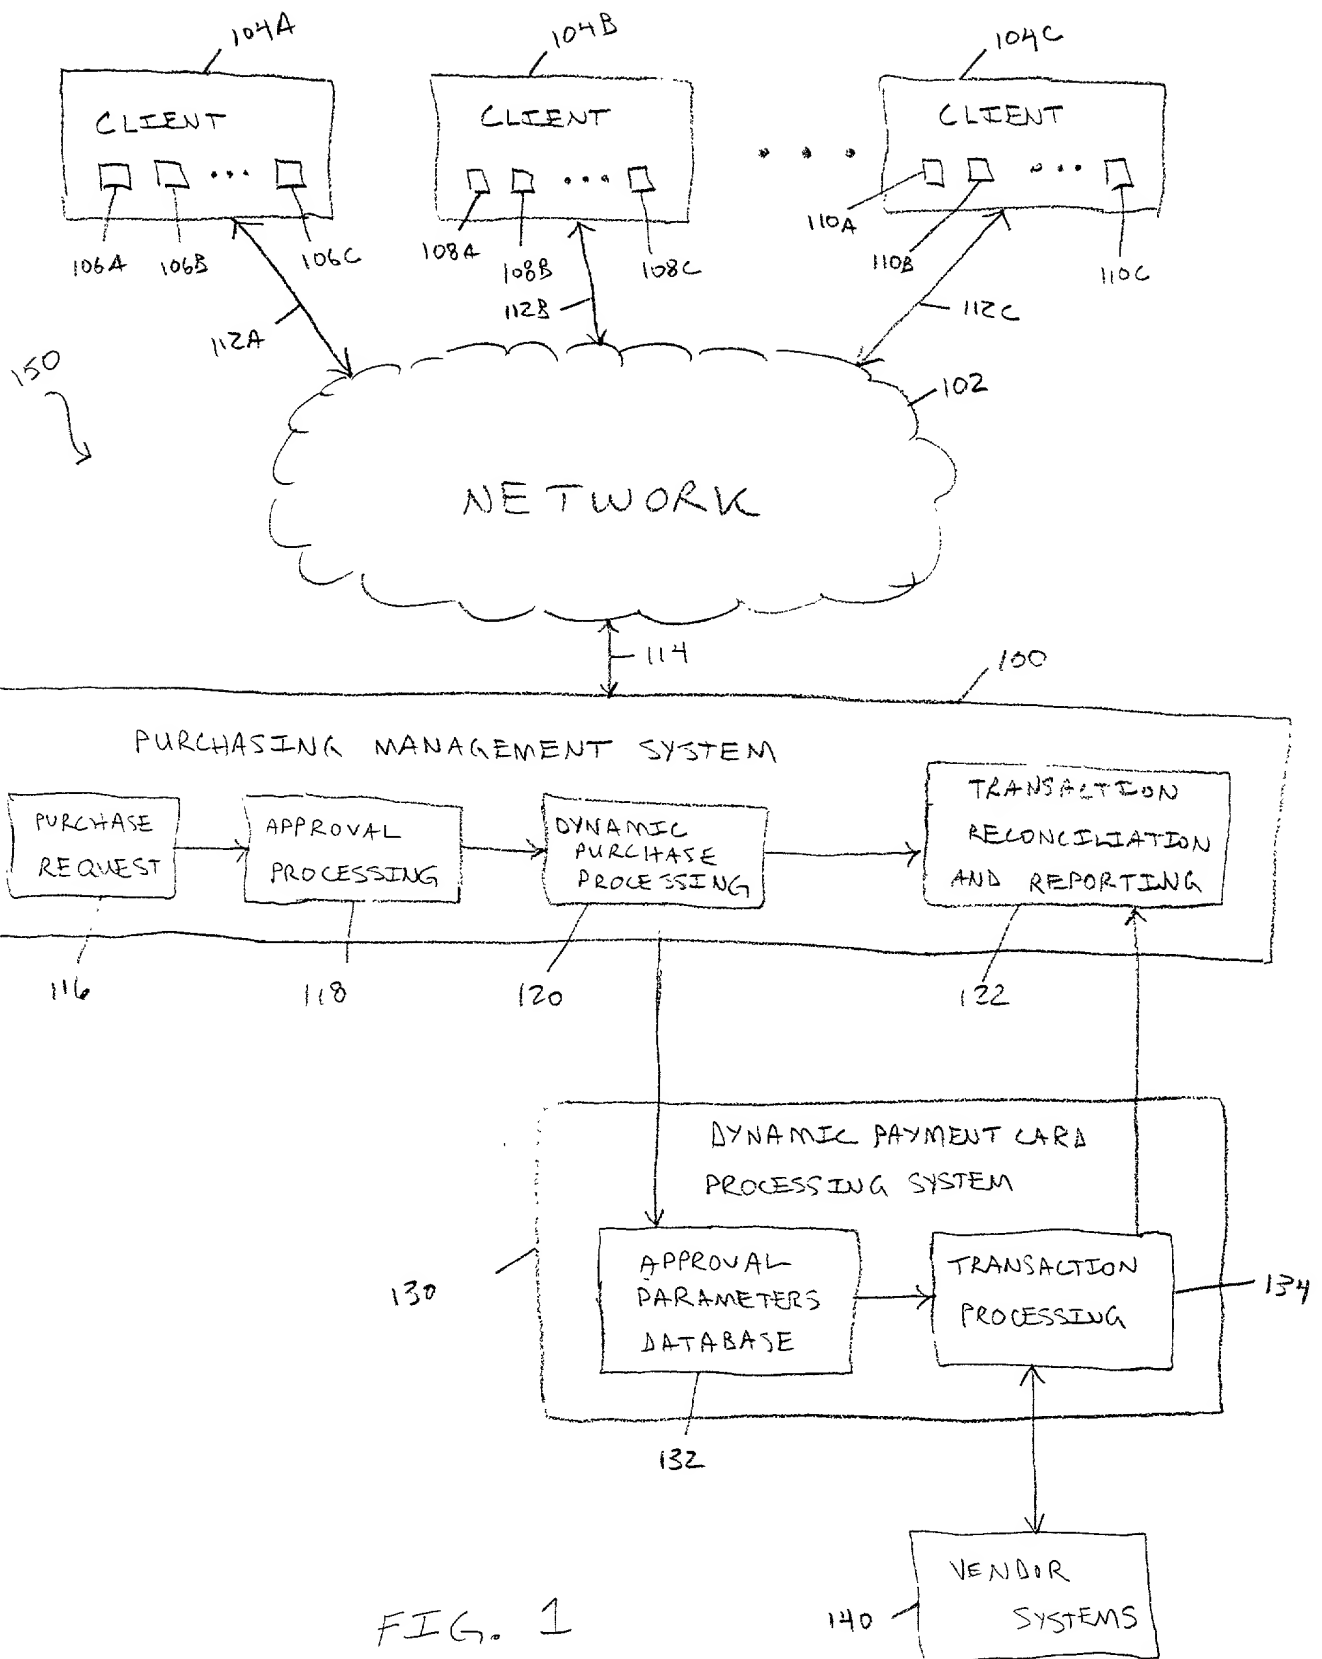 104A
104B
104C
CLIENT
CLIENT
CLIENT
...
...
...
...
106A
106B
106C
108A
108B
108C
110A
110B
110C
112A
112B
112C
150
102
NETWORK
114
100
PURCHASING MANAGEMENT SYSTEM
PURCHASE
REQUEST
APPROVAL
PROCESSING
DYNAMIC
PURCHASE
PROCESSING
TRANSACTION
RECONCILIATION
AND REPORTING
116
118
120
122
DYNAMIC PAYMENT CARD
PROCESSING SYSTEM
APPROVAL
PARAMETERS
DATABASE
TRANSACTION
PROCESSING
130
134
132
VENDOR
SYSTEMS
140
FIG. 1